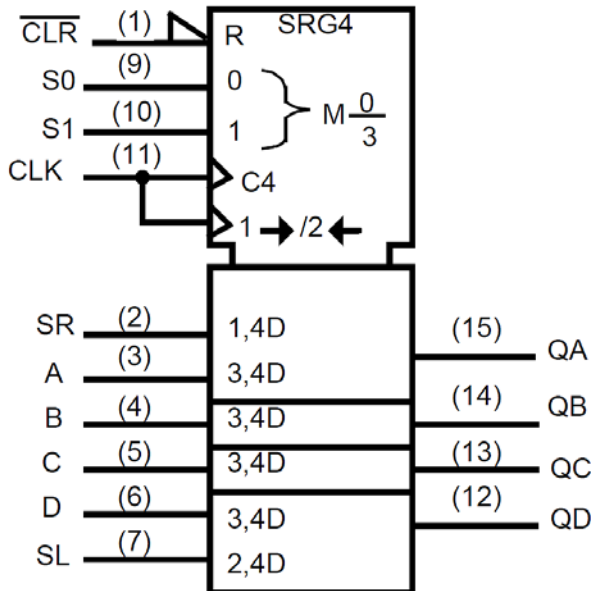 CLR (1) R SRG4
S0 (9) 0
S1 (10) 1 M 0/3
CLK (11) C4
1 → /2 ←
SR (2) 1,4D
A (3) 3,4D (15) QA
B (4) 3,4D (14) QB
C (5) 3,4D (13) QC
D (6) 3,4D (12) QD
SL (7) 2,4D